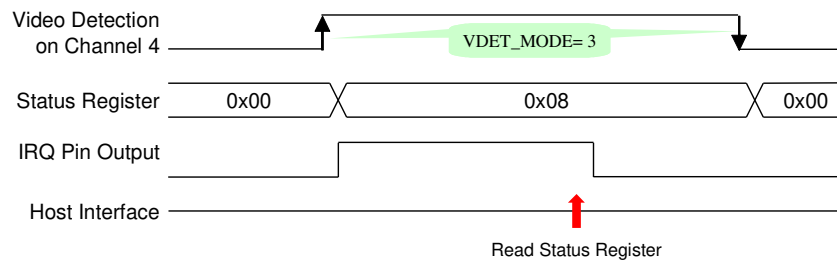 Video Detection
on Channel 4
VDET_MODE= 3
Status Register
0x00
0x08
0x00
IRQ Pin Output
Host Interface
Read Status Register